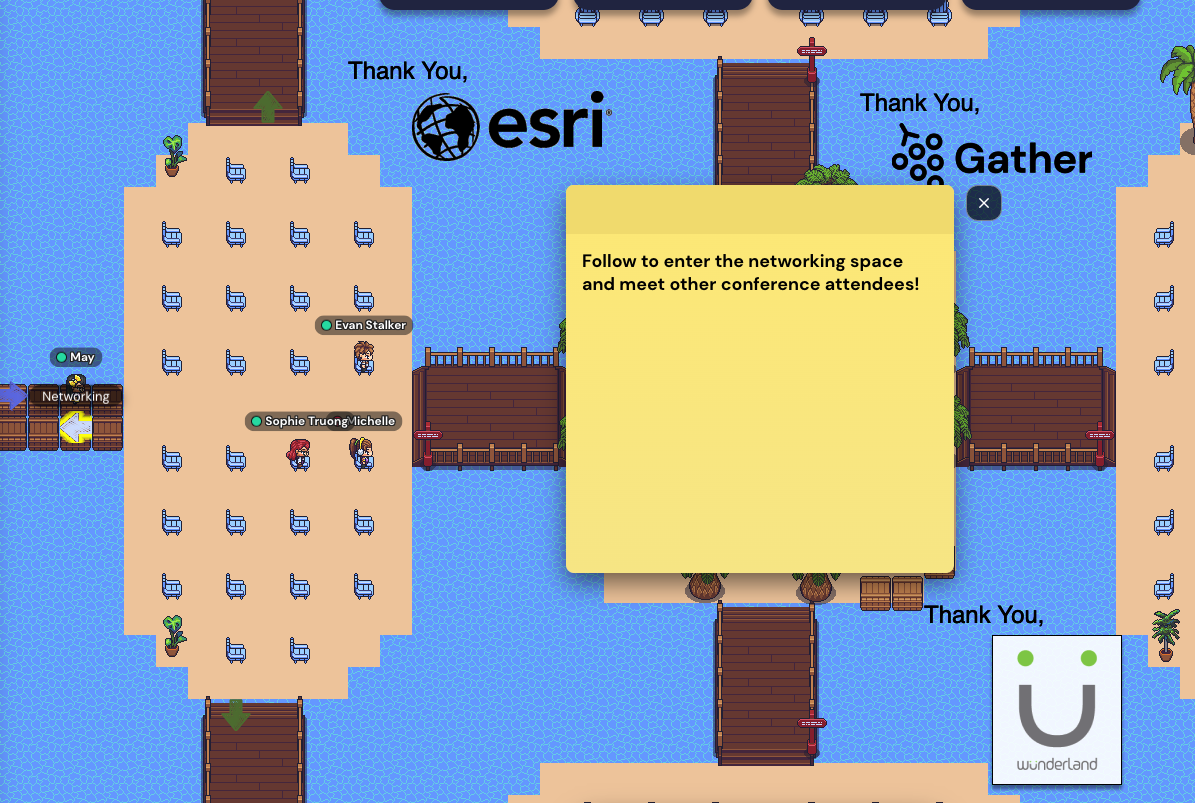 Thank You,
esri
Thank You,
Gather
Follow to enter the networking space
and meet other conference attendees!
Evan Stalker
May
Networking
Sophie Truong
Michelle
Thank You,
wünderland